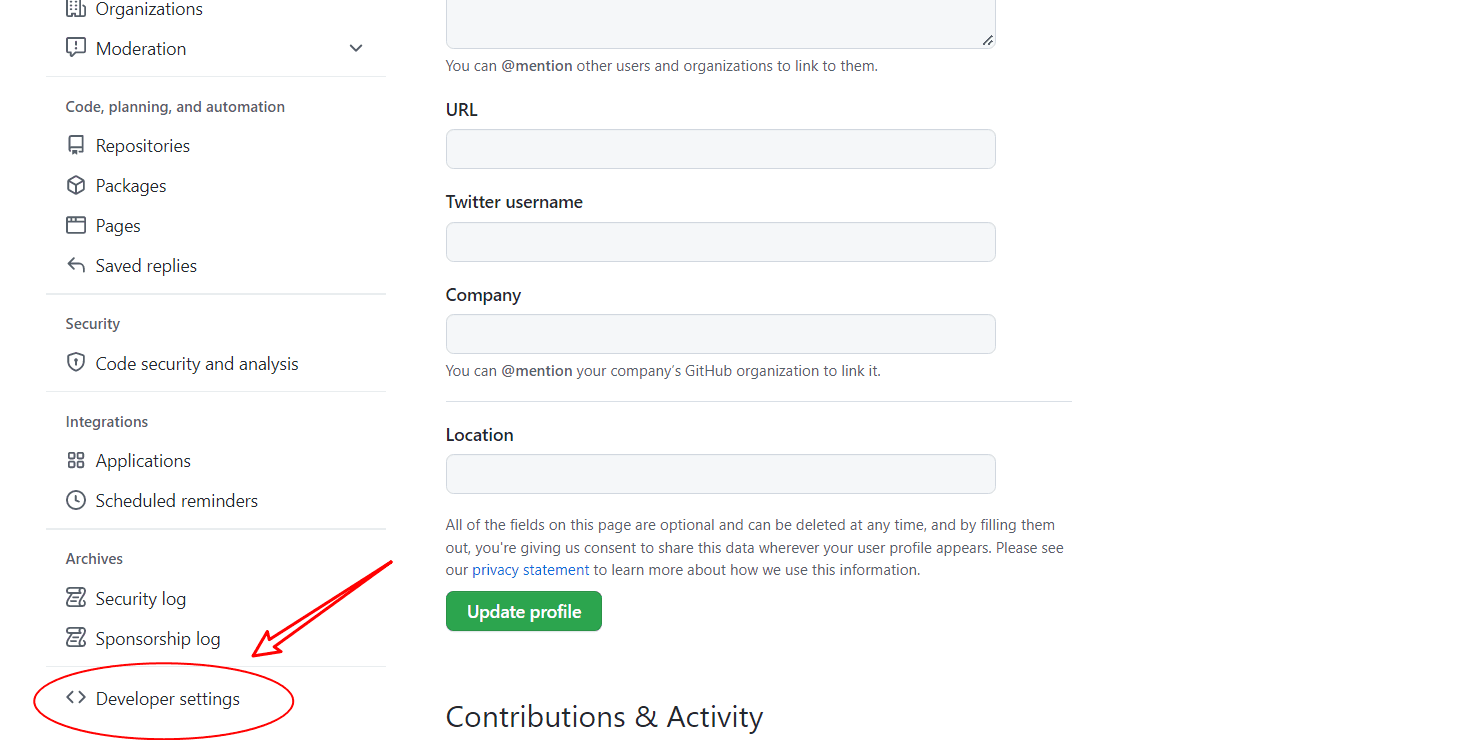 Organizations
Moderation
Code, planning, and automation
Repositories
Packages
Pages
Saved replies
Security
Code security and analysis
Integrations
Applications
Scheduled reminders
Archives
Security log
Sponsorship log
Developer settings
You can @mention other users and organizations to link to them.
URL
Twitter username
Company
You can @mention your company's GitHub organization to link it.
Location
All of the fields on this page are optional and can be deleted at any time, and by filling them
out, you're giving us consent to share this data wherever your user profile appears. Please see
our privacy statement to learn more about how we use this information.
Update profile
Contributions & Activity